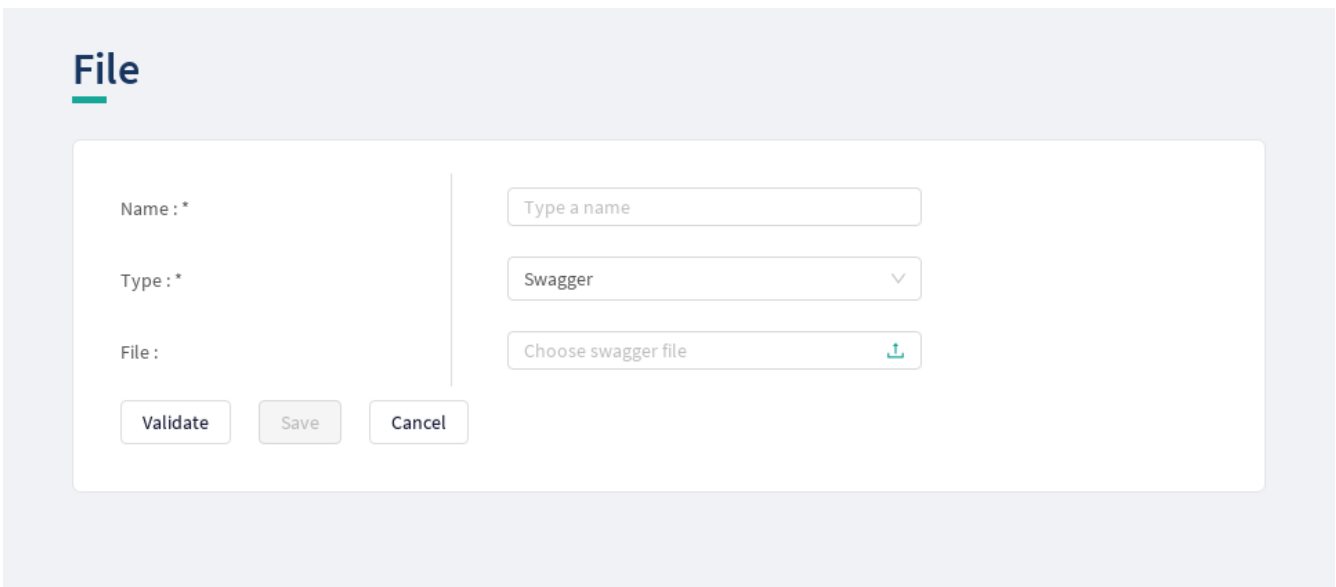 File
Name : *
Type a name
Type : *
Swagger
File :
Choose swagger file
Validate
Save
Cancel